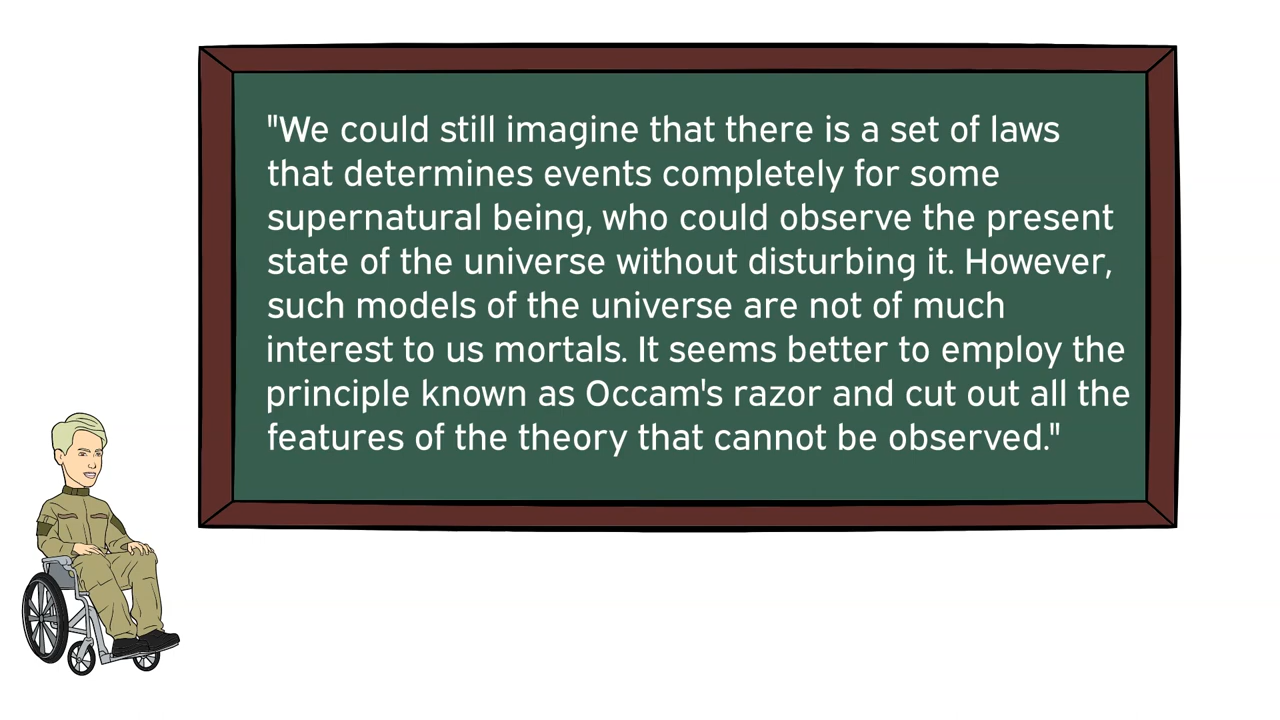 "We could still imagine that there is a set of laws
that determines events completely for some
supernatural being, who could observe the present
state of the universe without disturbing it. However,
such models of the universe are not of much
interest to us mortals. It seems better to employ the
principle known as Occam's razor and cut out all the
features of the theory that cannot be observed."